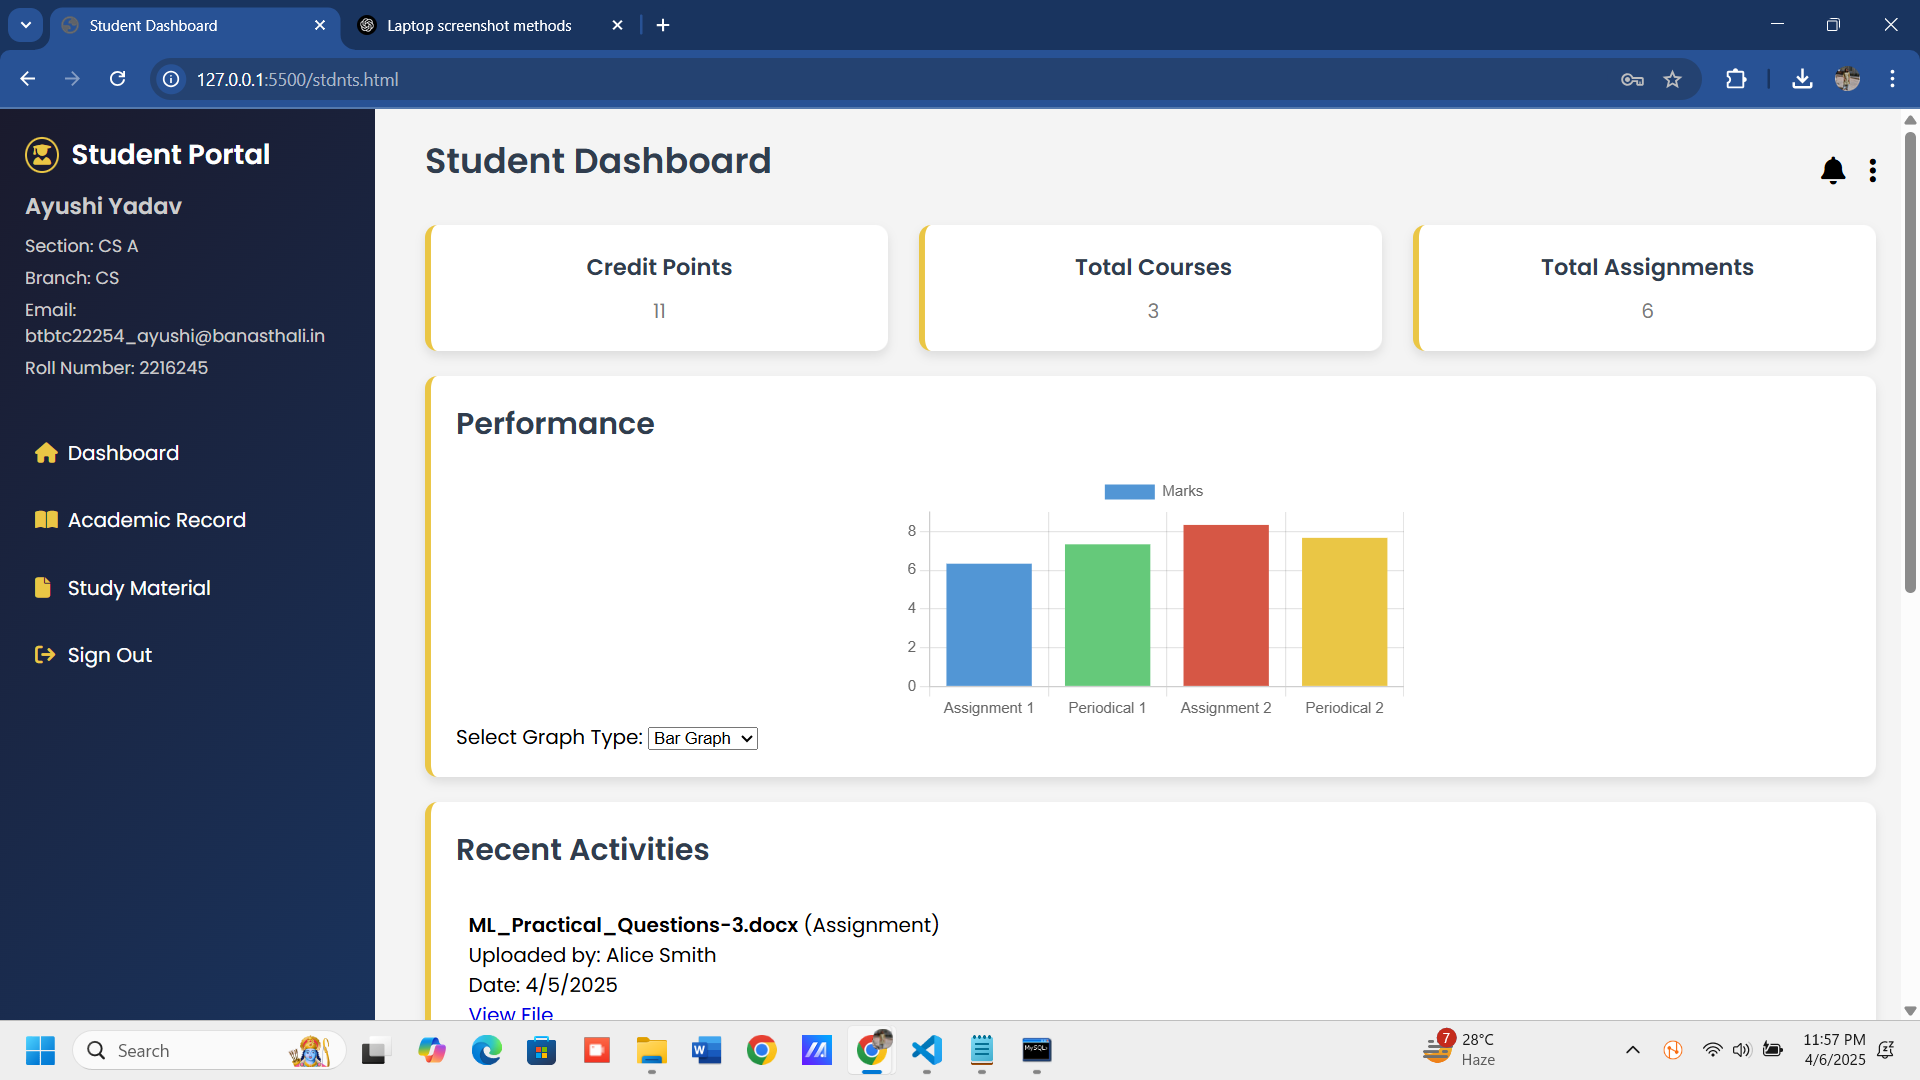 Student Dashboard
Laptop screenshot methods
127.0.0.1:5500/stdnts.html
Student Portal
Ayushi Yadav
Section: CS A
Branch: CS
Email:
btbtc22254_ayushi@banasthali.in
Roll Number: 2216245
Dashboard
Academic Record
Study Material
Sign Out
Student Dashboard
Credit Points
11
Total Courses
3
Total Assignments
6
Performance
Marks
8
6
4
2
0
Assignment 1
Periodical 1
Assignment 2
Periodical 2
Select Graph Type: Bar Graph
Recent Activities
ML_Practical_Questions-3.docx (Assignment)
Uploaded by: Alice Smith
Date: 4/5/2025
View File
Search
MySQL
7
28°C
Haze
11:57 PM
4/6/2025